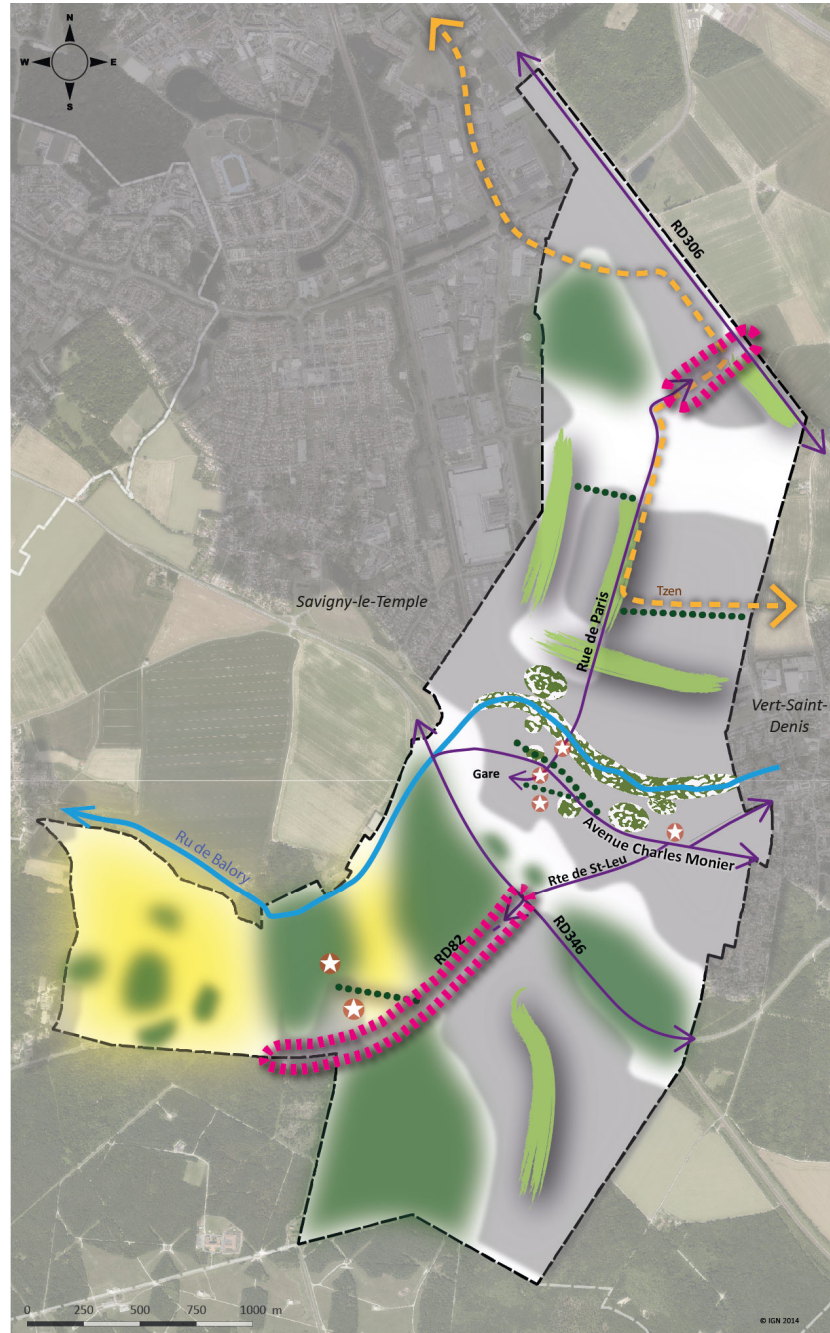 N
W E
S
RD306
Tzen
Rue de Paris
Savigny-le-Temple
Vert-Saint-
Denis
Gare
Avenue Charles Monier
Rte de St-Leu
Ru de Balory
RD82
RD346
0 250 500 750 1000 m
© IGN 2014